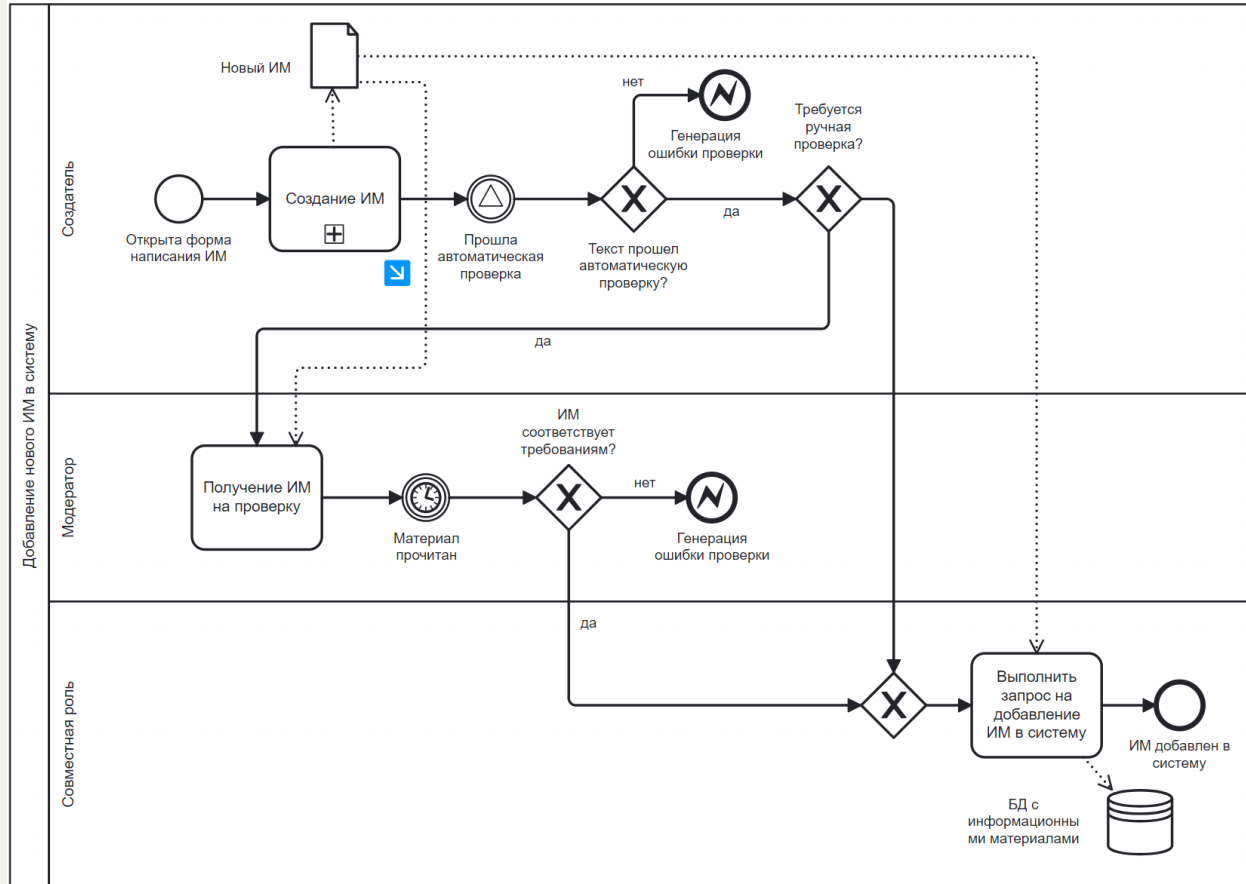 Добавление нового ИМ в систему
Создатель
Новый ИМ
Открыта форма
написания ИМ
Создание ИМ
Прошла
автоматическая
проверка
Текст прошел
автоматическую
проверку?
нет
Генерация
ошибки проверки
да
Требуется
ручная
проверка?
да
Модератор
Получение ИМ
на проверку
Материал
прочитан
ИМ
соответствует
требованиям?
нет
Генерация
ошибки проверки
да
Совместная роль
Выполнить
запрос на
добавление
ИМ в систему
ИМ добавлен в
систему
БД с
информационны
ми материалами